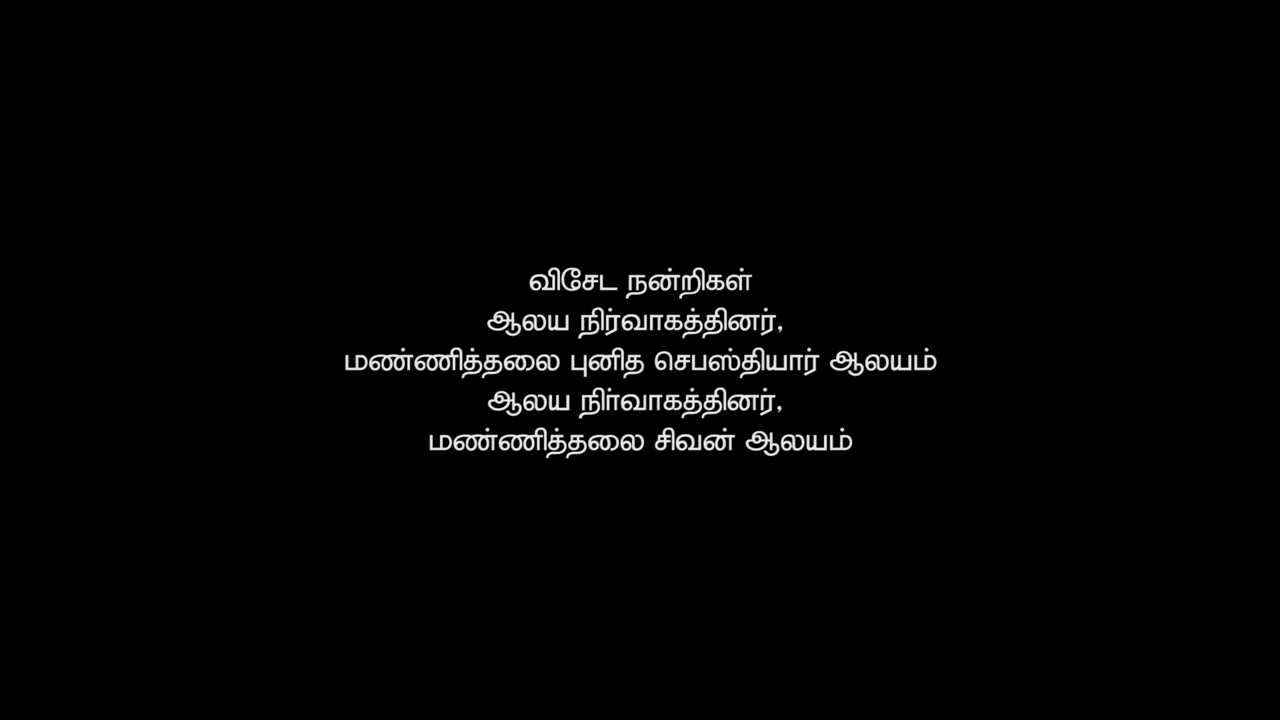 விசேட நன்றிகள்
ஆலய நிர்வாகத்தினர்,
மண்ணித்தலை புனித செபஸ்தியார் ஆலயம்
ஆலய நிர்வாகத்தினர்,
மண்ணித்தலை சிவன் ஆலயம்